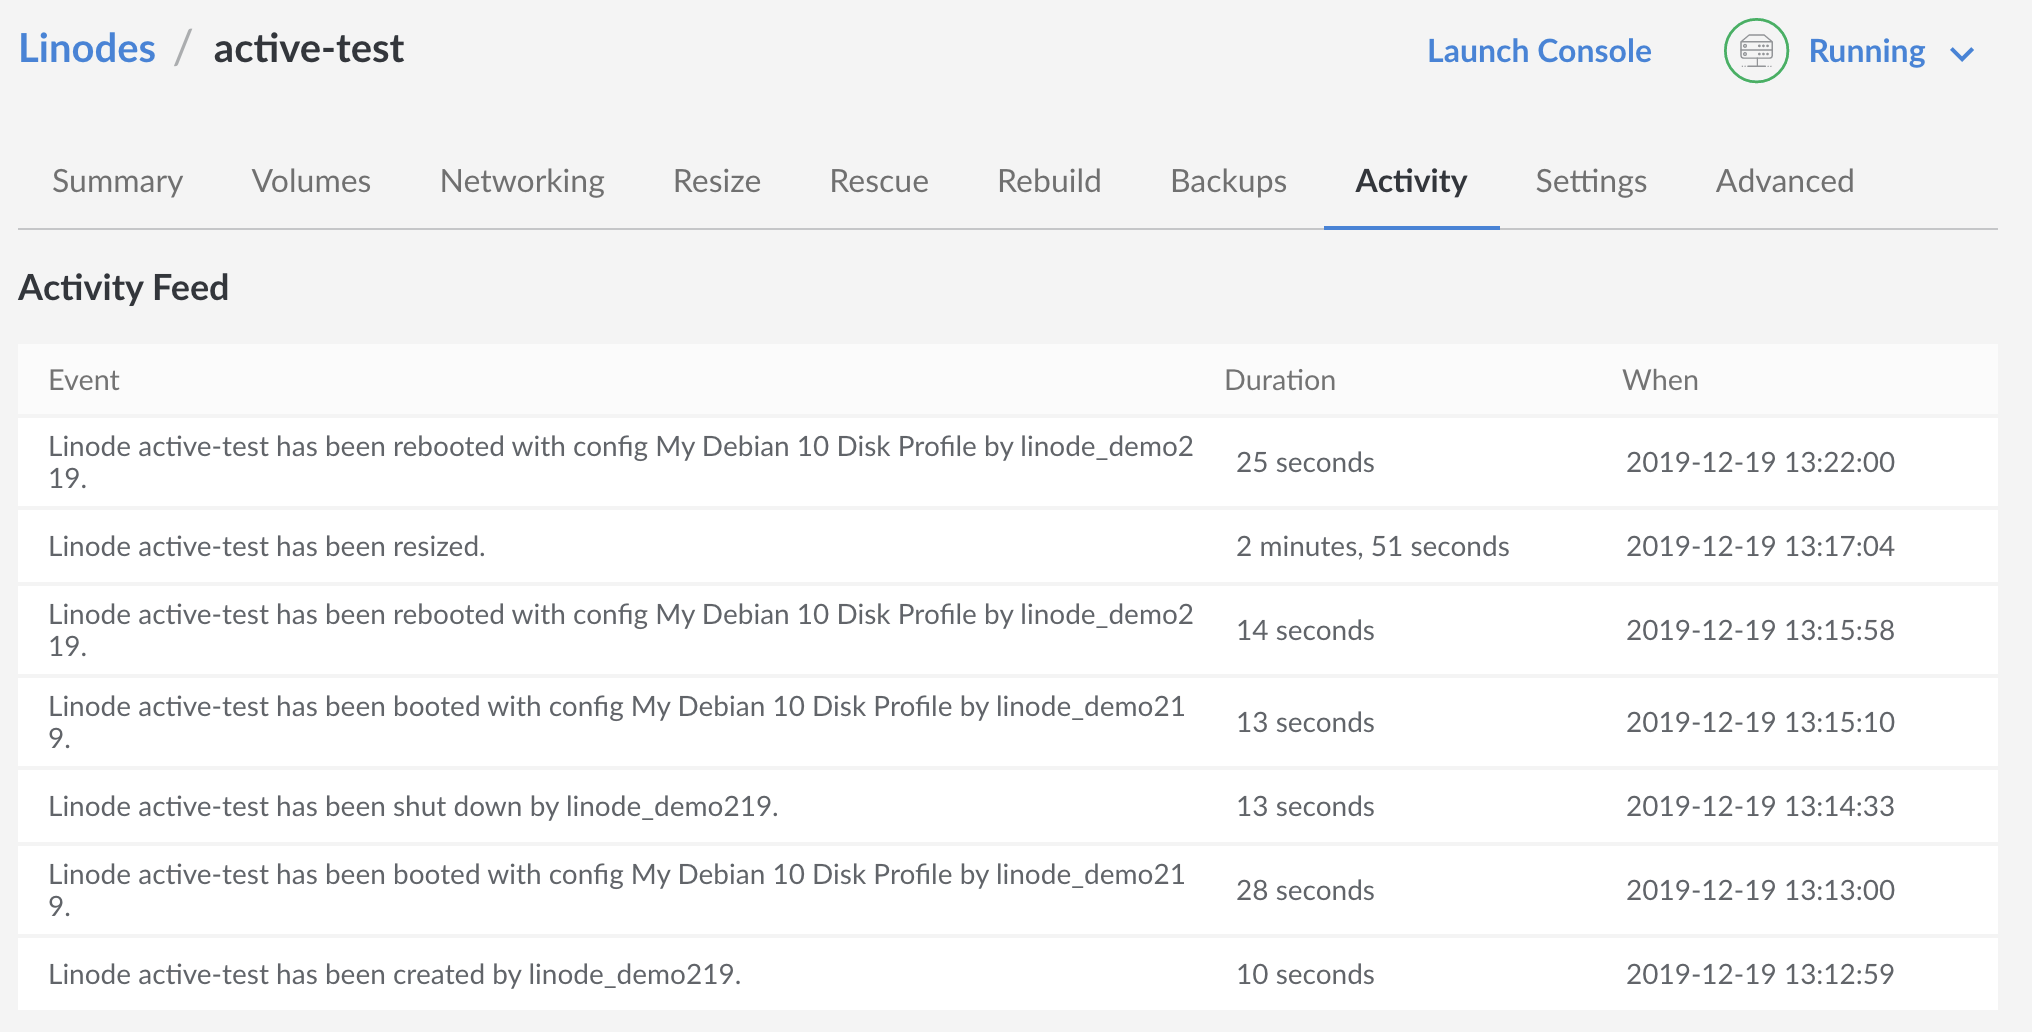 Linodes / active-test Launch Console Running
Summary Volumes Networking Resize Rescue Rebuild Backups Activity Settings Advanced
Activity Feed
Event Duration When
Linode active-test has been rebooted with config My Debian 10 Disk Profile by linode_demo2
19.
25 seconds 2019-12-19 13:22:00
Linode active-test has been resized. 2 minutes, 51 seconds 2019-12-19 13:17:04
Linode active-test has been rebooted with config My Debian 10 Disk Profile by linode_demo2
19.
14 seconds 2019-12-19 13:15:58
Linode active-test has been booted with config My Debian 10 Disk Profile by linode_demo21
9.
13 seconds 2019-12-19 13:15:10
Linode active-test has been shut down by linode_demo219. 13 seconds 2019-12-19 13:14:33
Linode active-test has been booted with config My Debian 10 Disk Profile by linode_demo21
9.
28 seconds 2019-12-19 13:13:00
Linode active-test has been created by linode_demo219. 10 seconds 2019-12-19 13:12:59